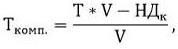 Tкомп. = T * V − НДк / V ,